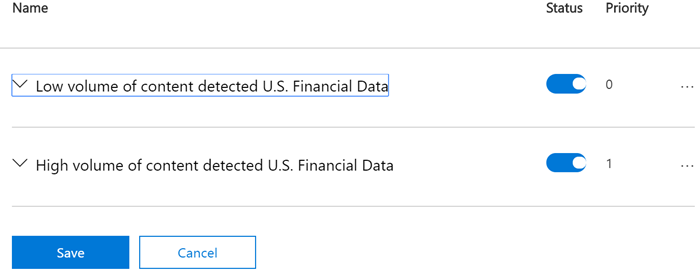 Name Status Priority
Low volume of content detected U.S. Financial Data 0 ...
High volume of content detected U.S. Financial Data 1 ...
Save Cancel